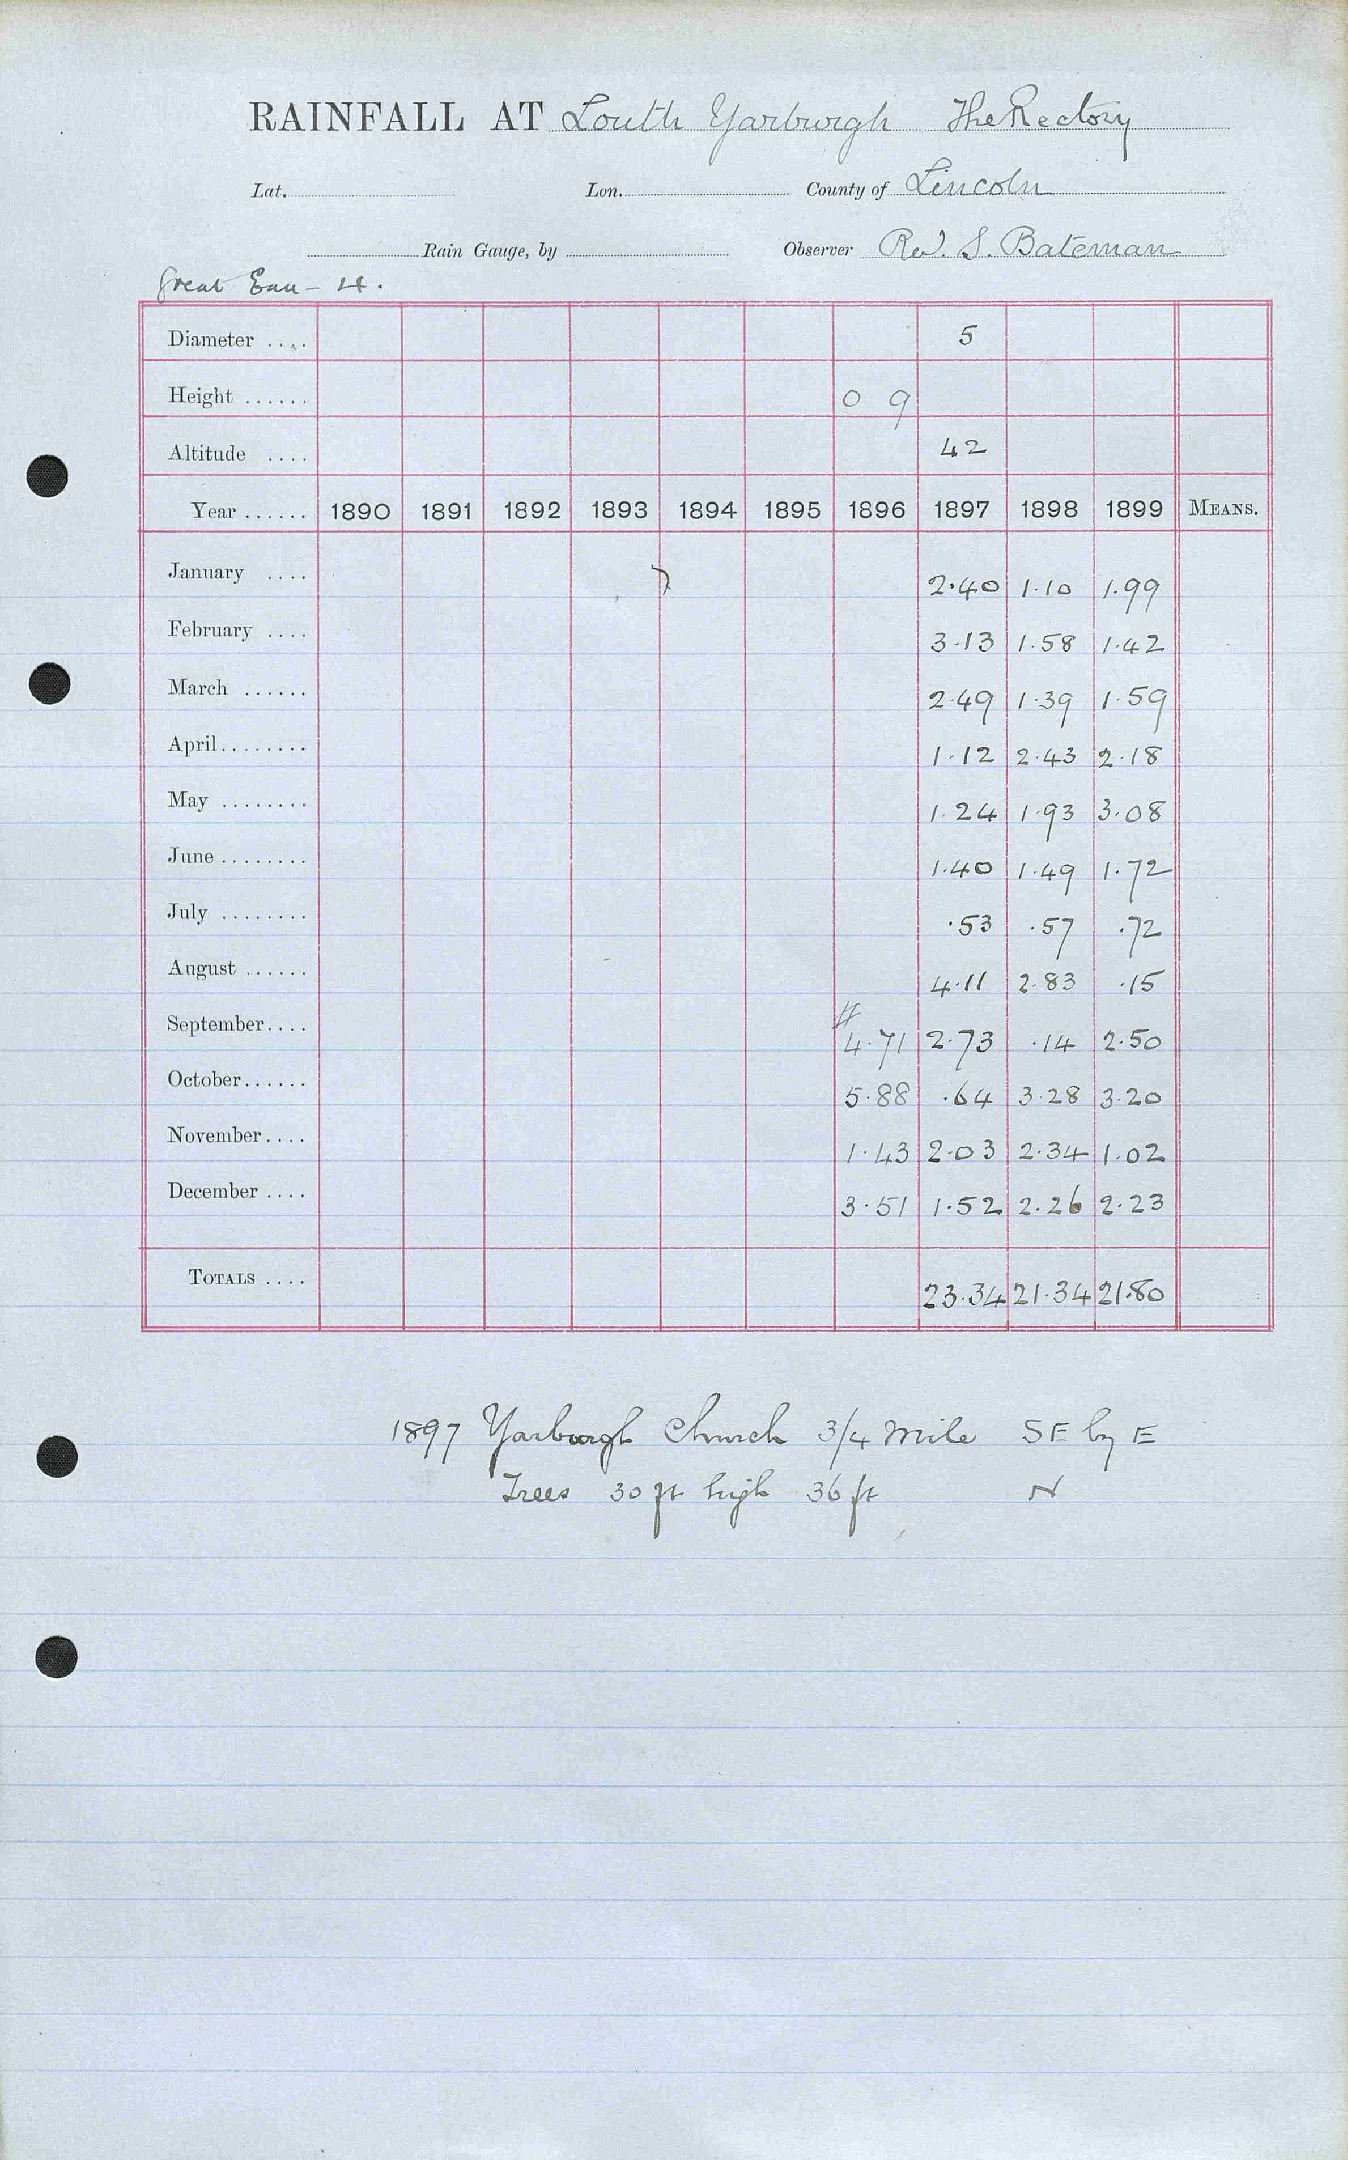 RAINFALL AT Louth Yarburgh The Rectory
Lat. Lon. County of Lincoln
Rain Gauge, by Observer Rev. S. Bateman
Great Eau - 4.
Diameter .... 5
Height ...... 0 9
Altitude .... 42
Year ...... 1890 1891 1892 1893 1894 1895 1896 1897 1898 1899 MEANS.
January .... 2.40 1.10 1.99
February .... 3.13 1.58 1.42
March ...... 2.49 1.39 1.59
April........ 1.12 2.43 2.18
May ........ 1.24 1.93 3.08
June ........ 1.40 1.49 1.72
July ........ .53 .57 .72
August ...... 4.11 2.83 .15
September.... # 4.71 2.73 .14 2.50
October...... 5.88 .64 3.28 3.20
November.... 1.43 2.03 2.34 1.02
December .... 3.51 1.52 2.26 2.23
TOTALS .... 23.34 21.34 21.80
1897 Yarburgh Church 3/4 mile SE by E
Trees 30 ft high 36 ft N